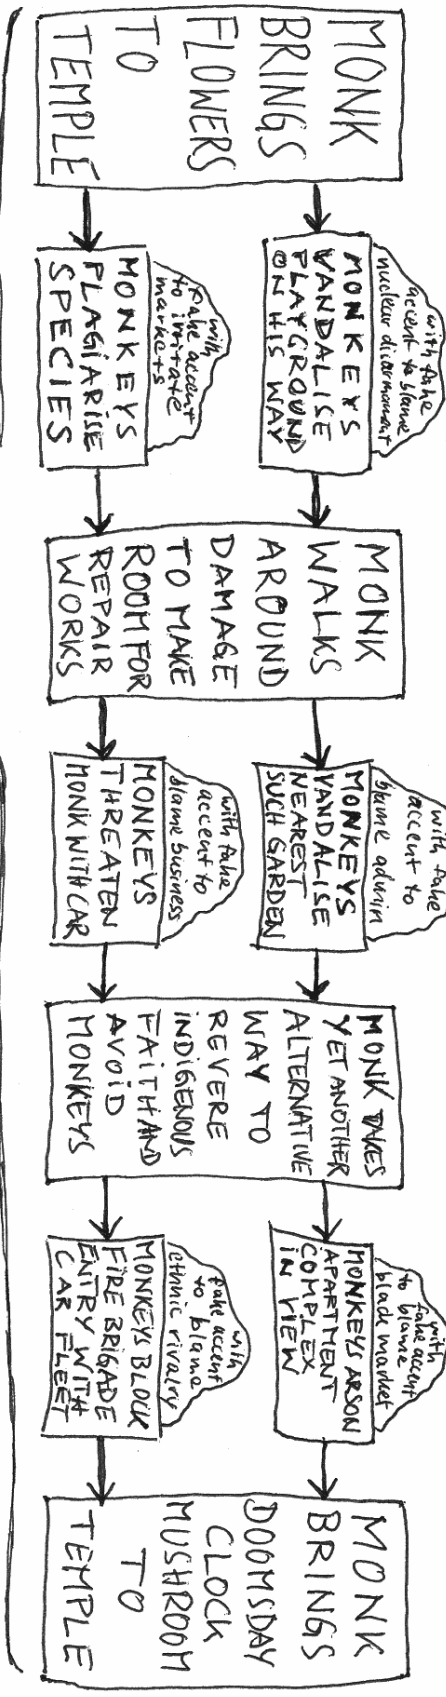 MONK
BRINGS
FLOWERS
TO
TEMPLE
with fake
accent to blame
nuclear disarmament
MONKEYS
VANDALISE
PLAYGROUND
ON HIS WAY
with
fake accent
to irritate
markets
MONKEYS
PLAGIARISE
SPECIES
MONK
WALKS
AROUND
DAMAGE
TO MAKE
ROOM FOR
REPAIR
WORKS
with fake
accent to
blame admin
MONKEYS
VANDALISE
NEAREST
SUCH GARDEN
with fake
accent to
blame business
MONKEYS
THREATEN
MONK WITH CAR
MONK TAKES
YET ANOTHER
ALTERNATIVE
WAY TO
REVERE
INDIGENOUS
FAITH AND
AVOID
MONKEYS
with
fake accent
to blame
black market
MONKEYS ARSON
APARTMENT
COMPLEX
IN VIEW
with
fake accent
to blame
ethnic rivalry
MONKEYS BLOCK
FIRE BRIGADE
ENTRY WITH
CAR FLEET
MONK
BRINGS
DOOMSDAY
CLOCK
MUSHROOM
TO
TEMPLE